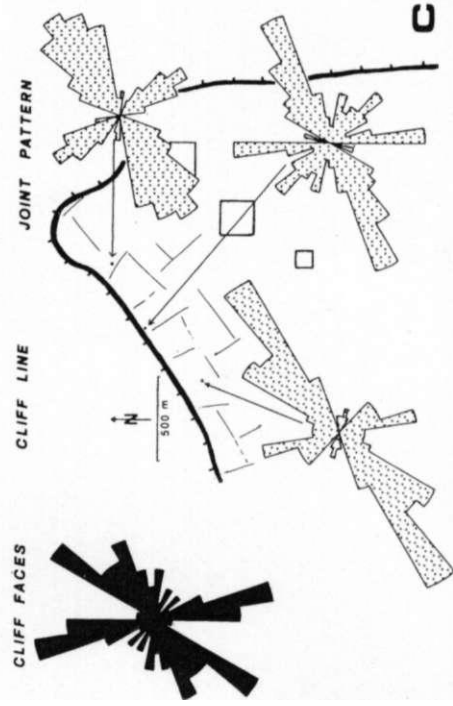 CLIFF FACES
CLIFF LINE
JOINT PATTERN
N
500 m
C